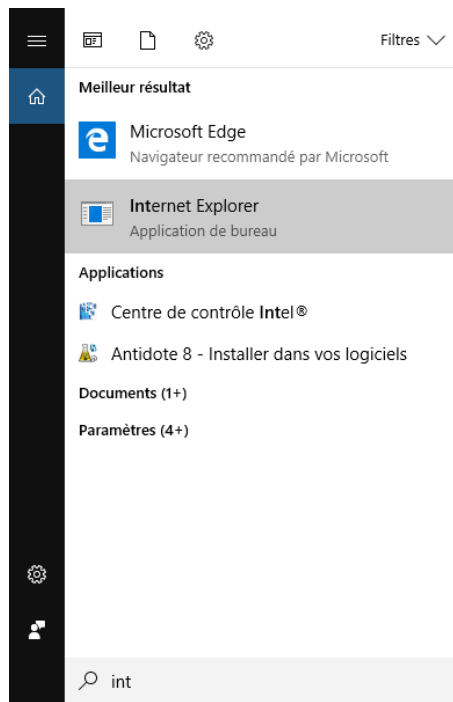 Filtres
Meilleur résultat
Microsoft Edge
Navigateur recommandé par Microsoft
Internet Explorer
Application de bureau
Applications
Centre de contrôle Intel®
Antidote 8 - Installer dans vos logiciels
Documents (1+)
Paramètres (4+)
int